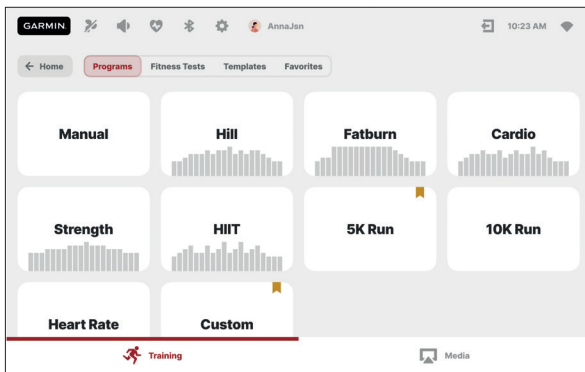 GARMIN. AnnaJsn 10:23 AM
Home Programs Fitness Tests Templates Favorites
Manual Hill Fatburn Cardio
Strength HIIT 5K Run 10K Run
Heart Rate Custom
Training Media